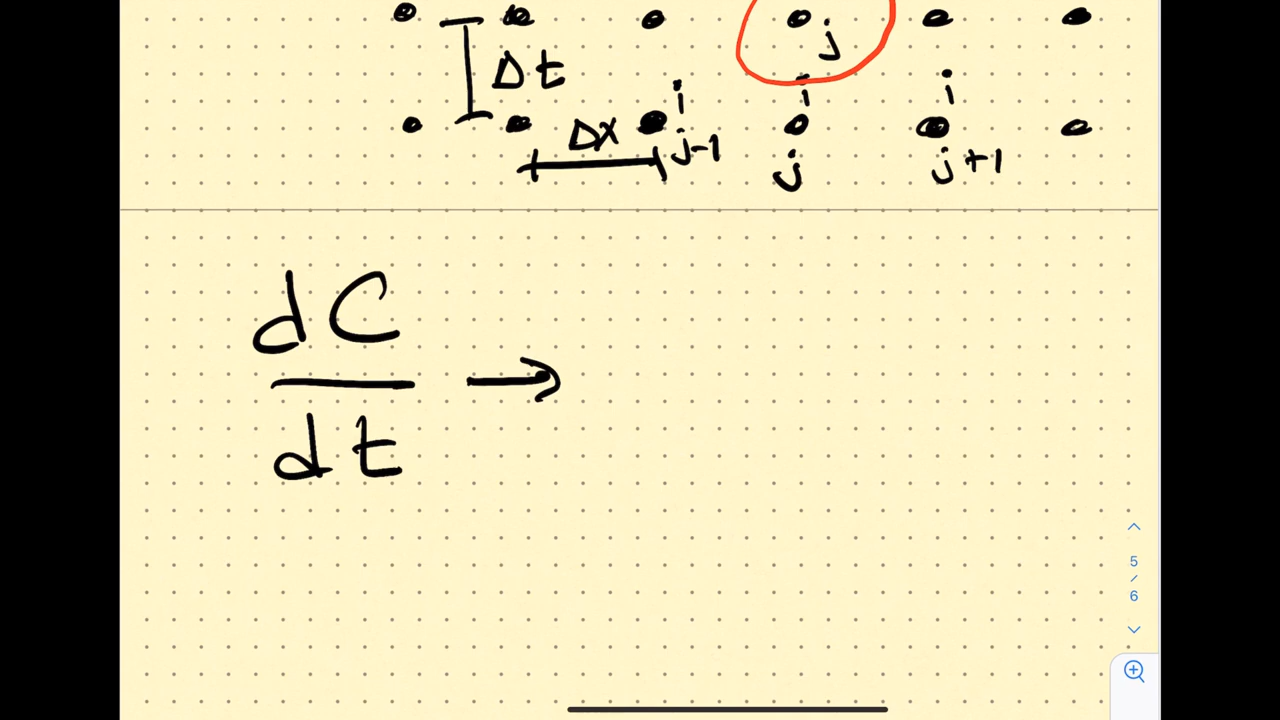 j
Δt
i i i
Δx
j-1 j j+1
dC
dt
→
5
/
6